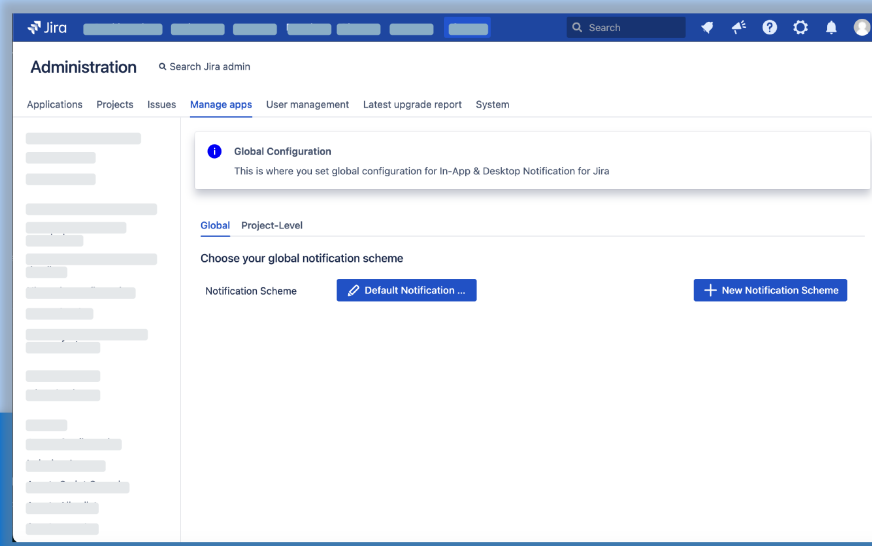 Jira
Search
Administration
Search Jira admin
Applications Projects Issues Manage apps User management Latest upgrade report System
Global Configuration
This is where you set global configuration for In-App & Desktop Notification for Jira
Global Project-Level
Choose your global notification scheme
Notification Scheme Default Notification ... New Notification Scheme